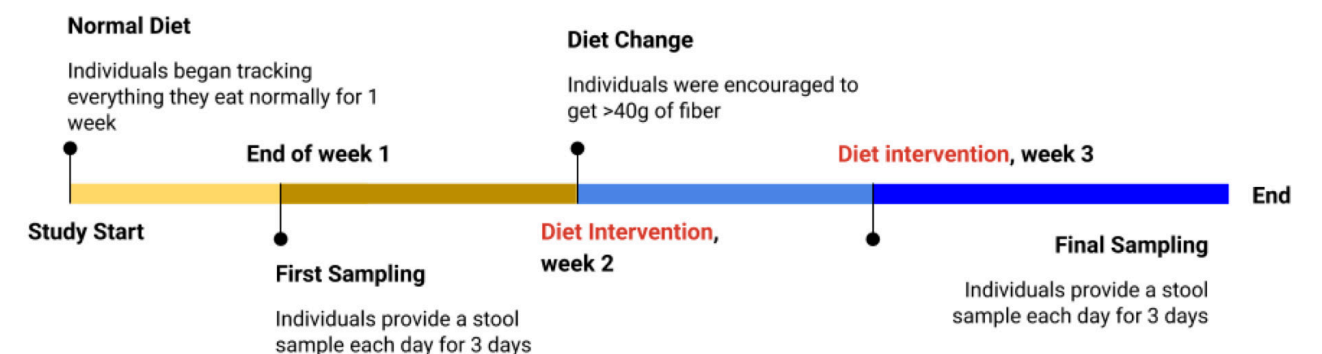 Normal Diet
Individuals began tracking
everything they eat normally for 1
week
Diet Change
Individuals were encouraged to
get >40g of fiber
End of week 1
Diet intervention, week 3
End
Study Start
Diet Intervention,
week 2
First Sampling
Individuals provide a stool
sample each day for 3 days
Final Sampling
Individuals provide a stool
sample each day for 3 days